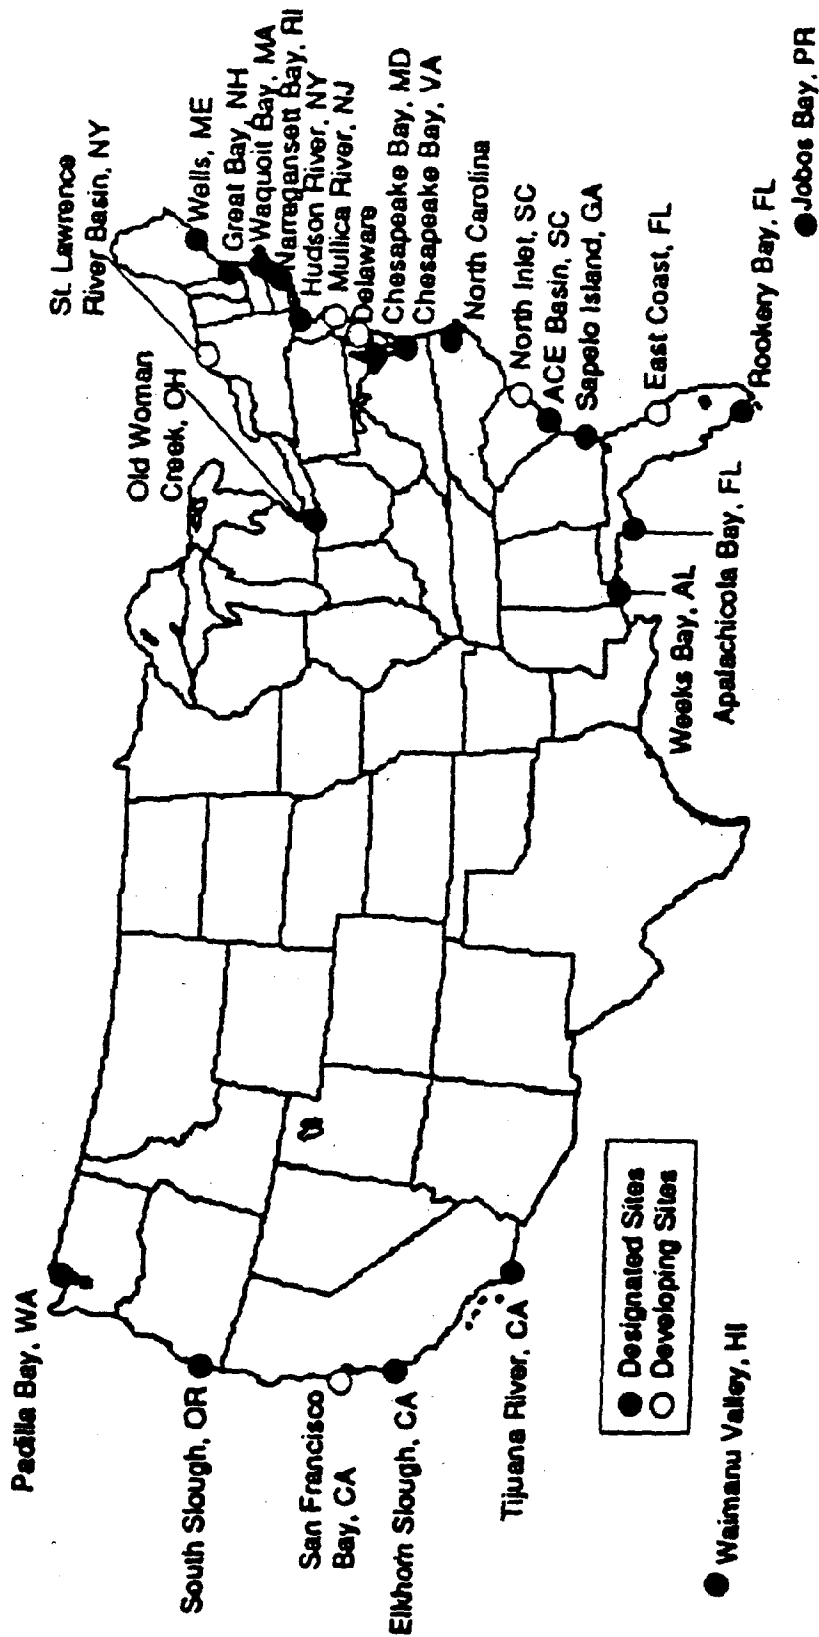 Padilla Bay, WA
South Slough, OR
San Francisco
Bay, CA
Elkhorn Slough, CA
Tijuana River, CA
Waimanu Valley, HI
Designated Sites
Developing Sites
St. Lawrence
River Basin, NY
Old Woman
Creek, OH
Wells, ME
Great Bay, NH
Waquoit Bay, MA
Narragansett Bay, RI
Hudson River, NY
Mullica River, NJ
Delaware
Chesapeake Bay, MD
Chesapeake Bay, VA
North Carolina
North Inlet, SC
ACE Basin, SC
Sapelo Island, GA
East Coast, FL
Rookery Bay, FL
Jobos Bay, PR
Weeks Bay, AL
Apalachicola Bay, FL